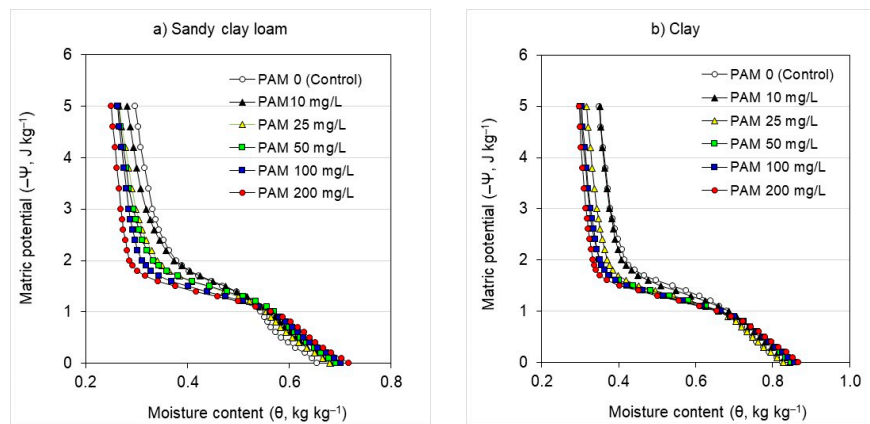 a) Sandy clay loam
6
5
4
3
2
1
0
0.2
0.4
0.6
0.8
Matric potential (–Ψ, J kg⁻¹)
Moisture content (θ, kg kg⁻¹)
PAM 0 (Control)
PAM10 mg/L
PAM 25 mg/L
PAM 50 mg/L
PAM 100 mg/L
PAM 200 mg/L
b) Clay
6
5
4
3
2
1
0
0.2
0.4
0.6
0.8
1.0
Matric potential (–Ψ, J kg⁻¹)
Moisture content (θ, kg kg⁻¹)
PAM 0 (Control)
PAM 10 mg/L
PAM 25 mg/L
PAM 50 mg/L
PAM 100 mg/L
PAM 200 mg/L